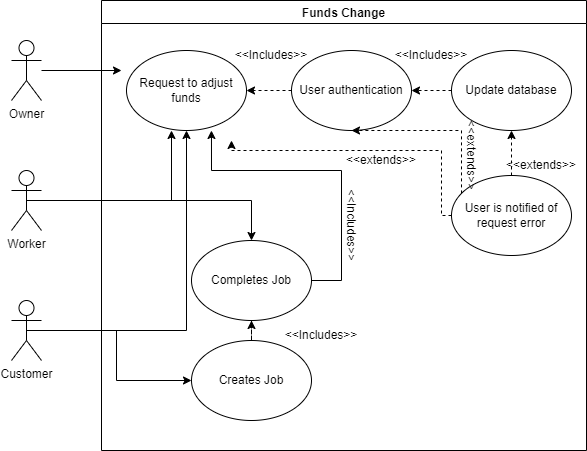 Funds Change
Owner
Request to adjust
funds
<<Includes>>
User authentication
<<Includes>>
Update database
<<extends>>
<<extends>>
<<extends>>
Worker
<<Includes>>
User is notified of
request error
Completes Job
<<Includes>>
Customer
Creates Job